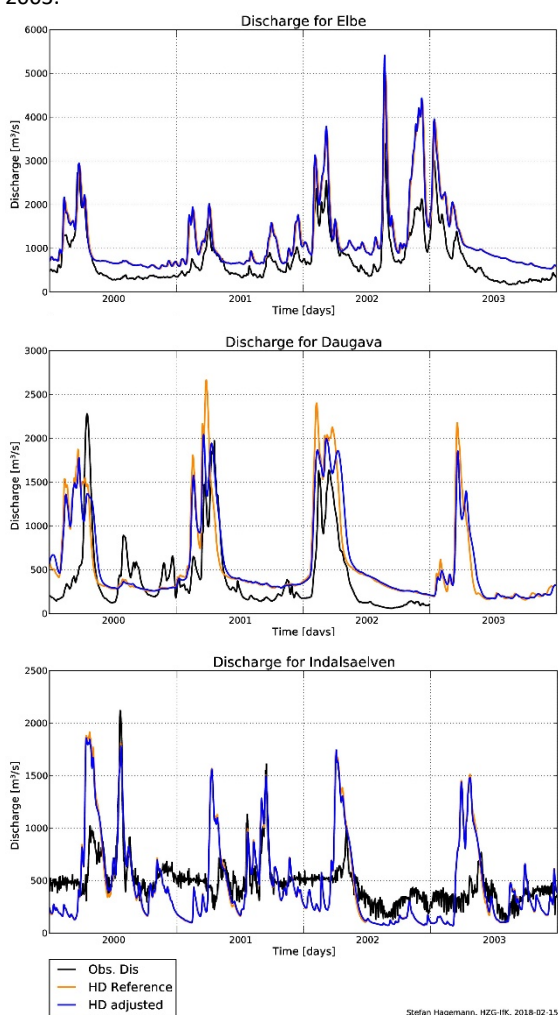 2003.
Discharge for Elbe
Discharge [m³/s]
6000
5000
4000
3000
2000
1000
0
2000
2001
2002
2003
Time [days]
Discharge for Daugava
Discharge [m³/s]
3000
2500
2000
1500
1000
500
0
2000
2001
2002
2003
Time [days]
Discharge for Indalsaelven
Discharge [m³/s]
2500
2000
1500
1000
500
0
2000
2001
2002
2003
Time [days]
Obs. Dis
HD Reference
HD adjusted
Stefan Hagemann, HZG-IfK, 2018-02-15